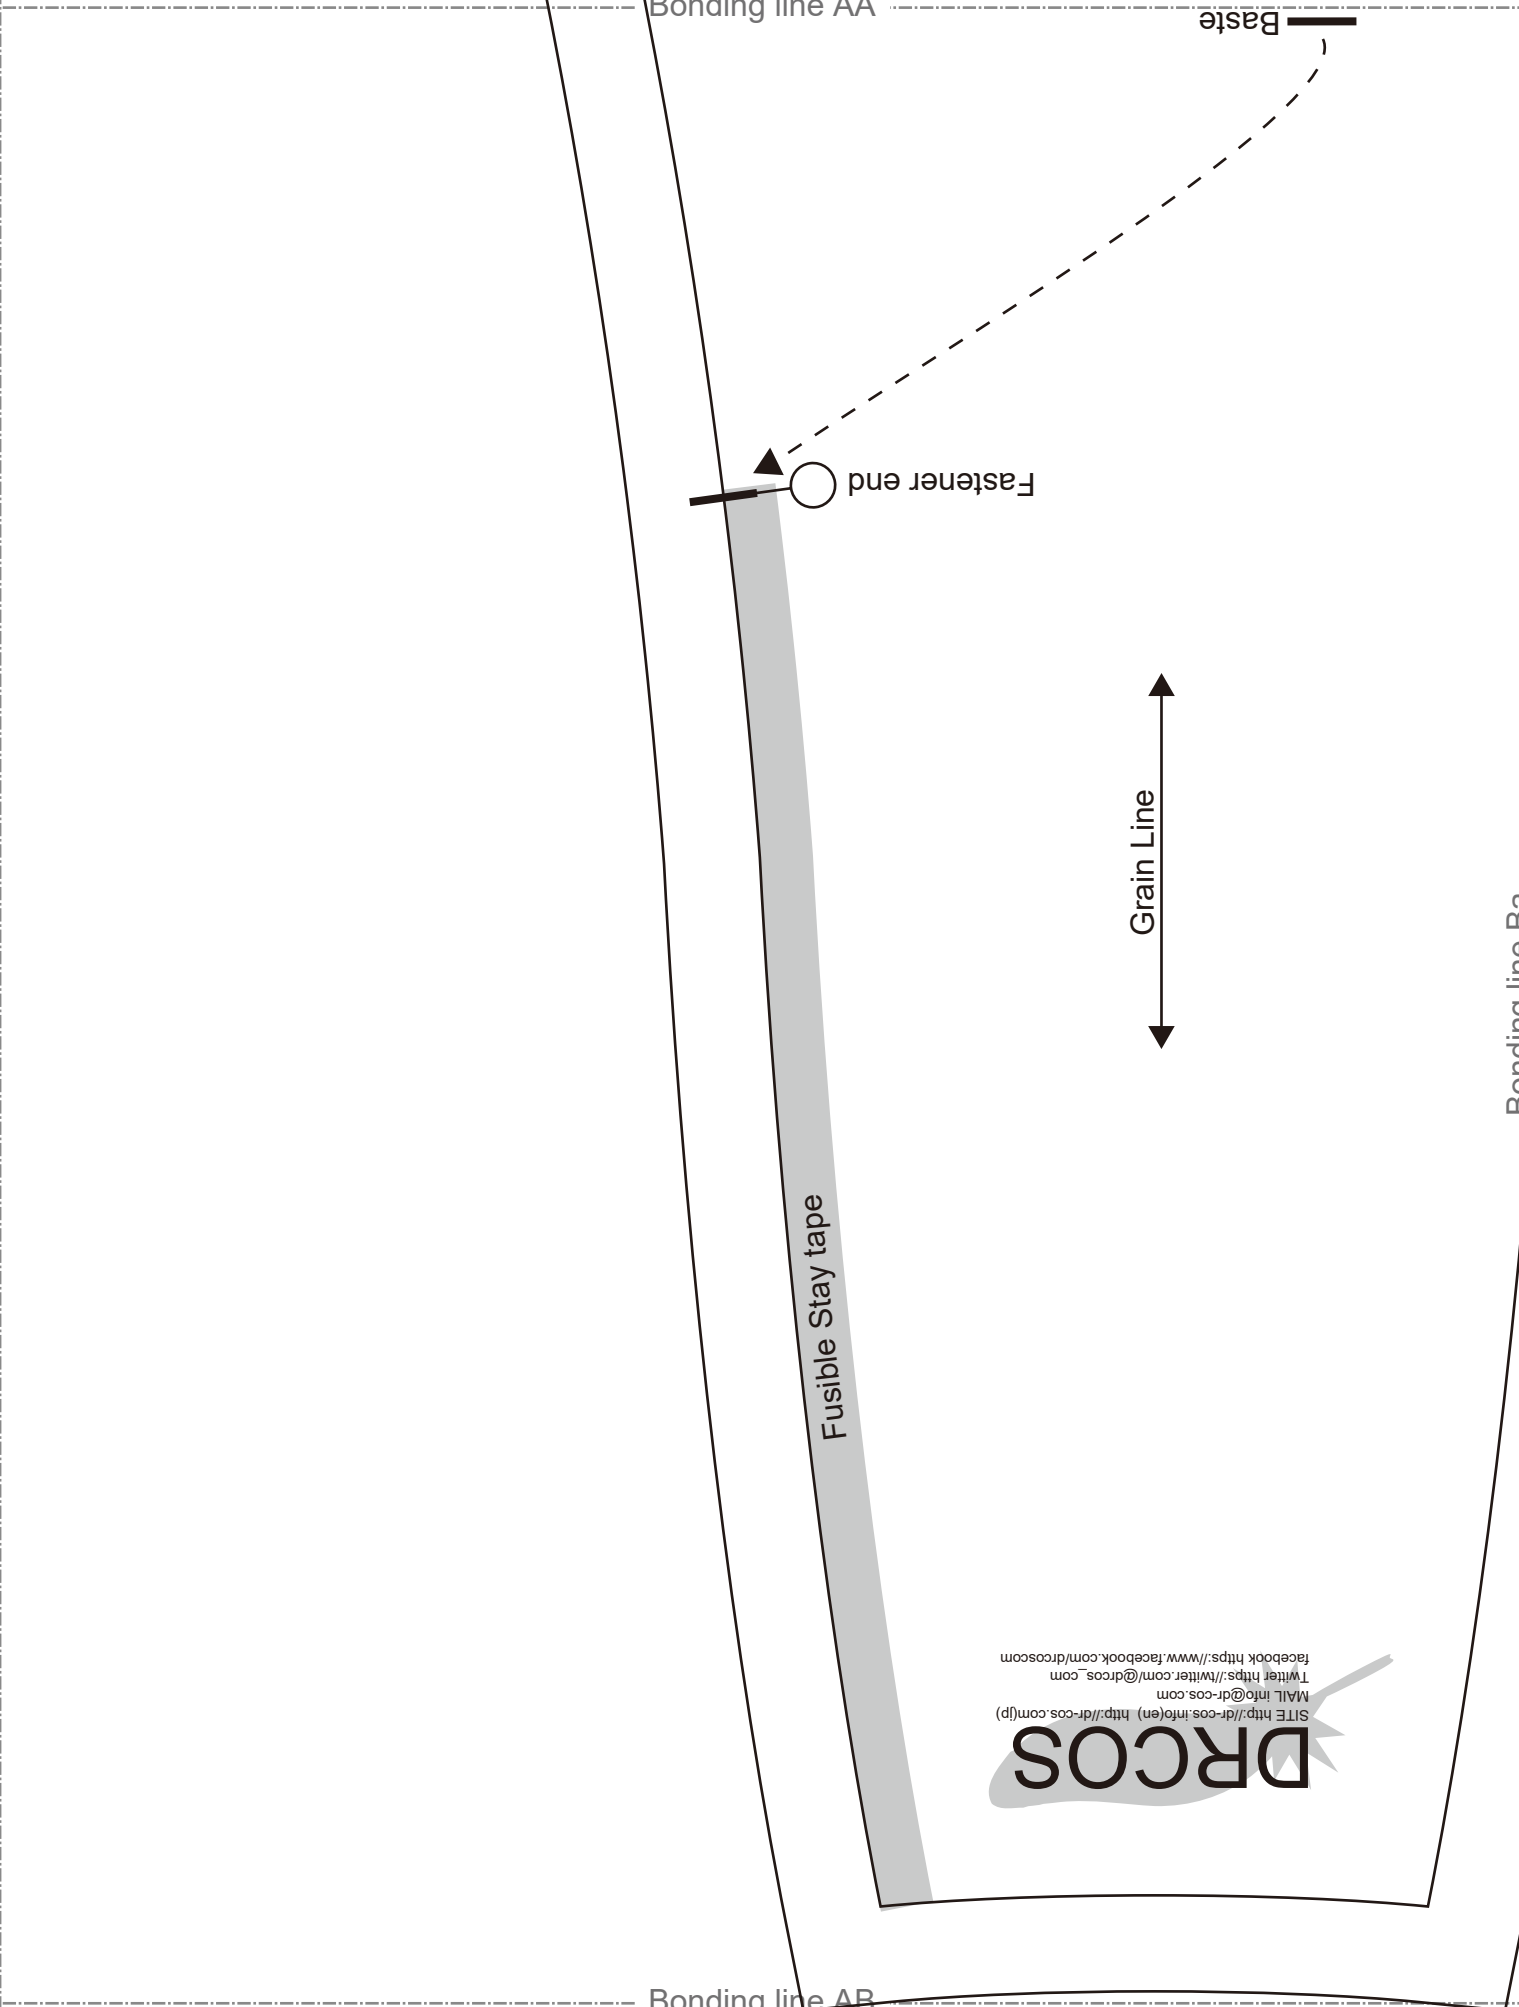 Bonding line AA
Baste
Fastener end
Grain Line
Bonding line Ba
Fusible Stay tape
DRCOS
SITE http://dr-cos.info(en)  http://dr-cos.com(jp)
MAIL info@dr-cos.com
Twitter https://twitter.com/@drcos_com
facebook https://www.facebook.com/drcoscom
Bonding line AB